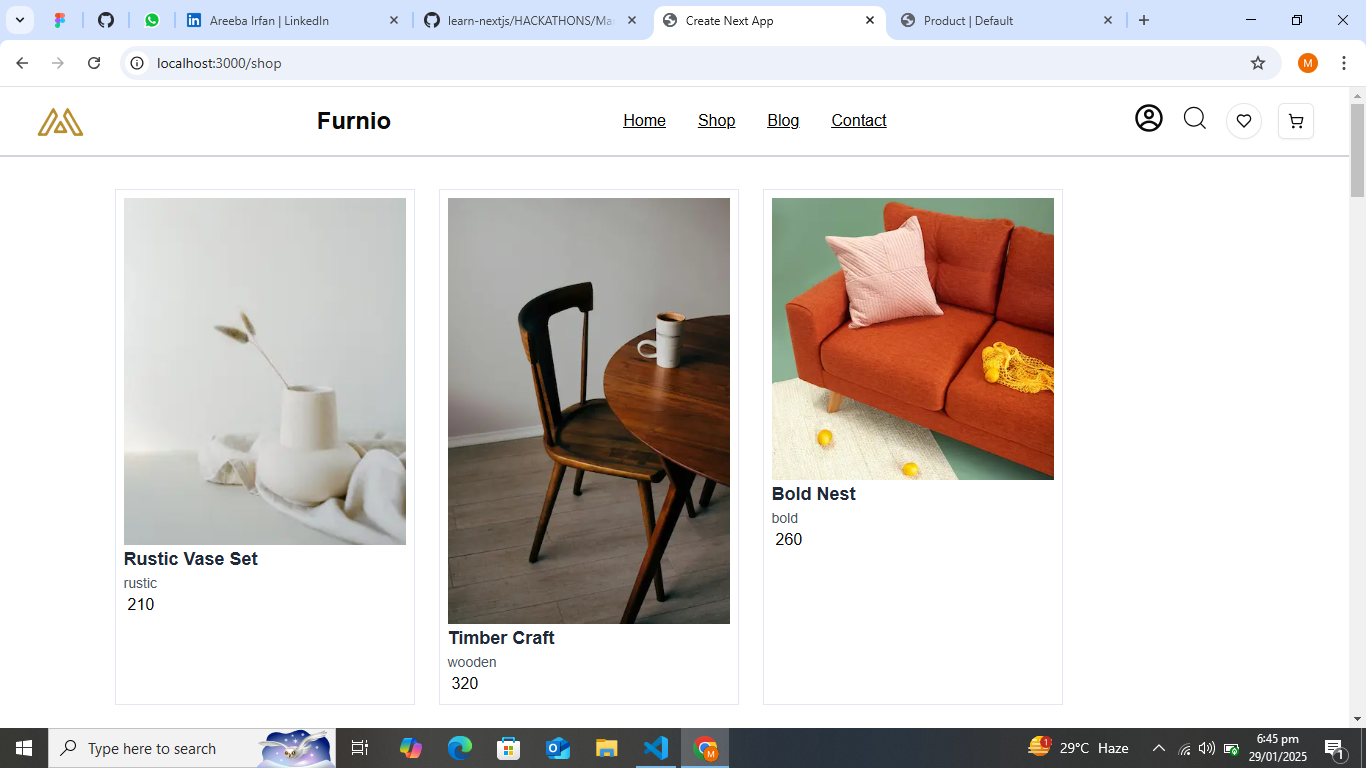 Areeba Irfan | LinkedIn
learn-nextjs/HACKATHONS/Ma
Create Next App
Product | Default
localhost:3000/shop
M
Furnio
Home
Shop
Blog
Contact
Rustic Vase Set
rustic
210
Timber Craft
wooden
320
Bold Nest
bold
260
Type here to search
M
1
29°C Haze
6:45 pm
29/01/2025
1